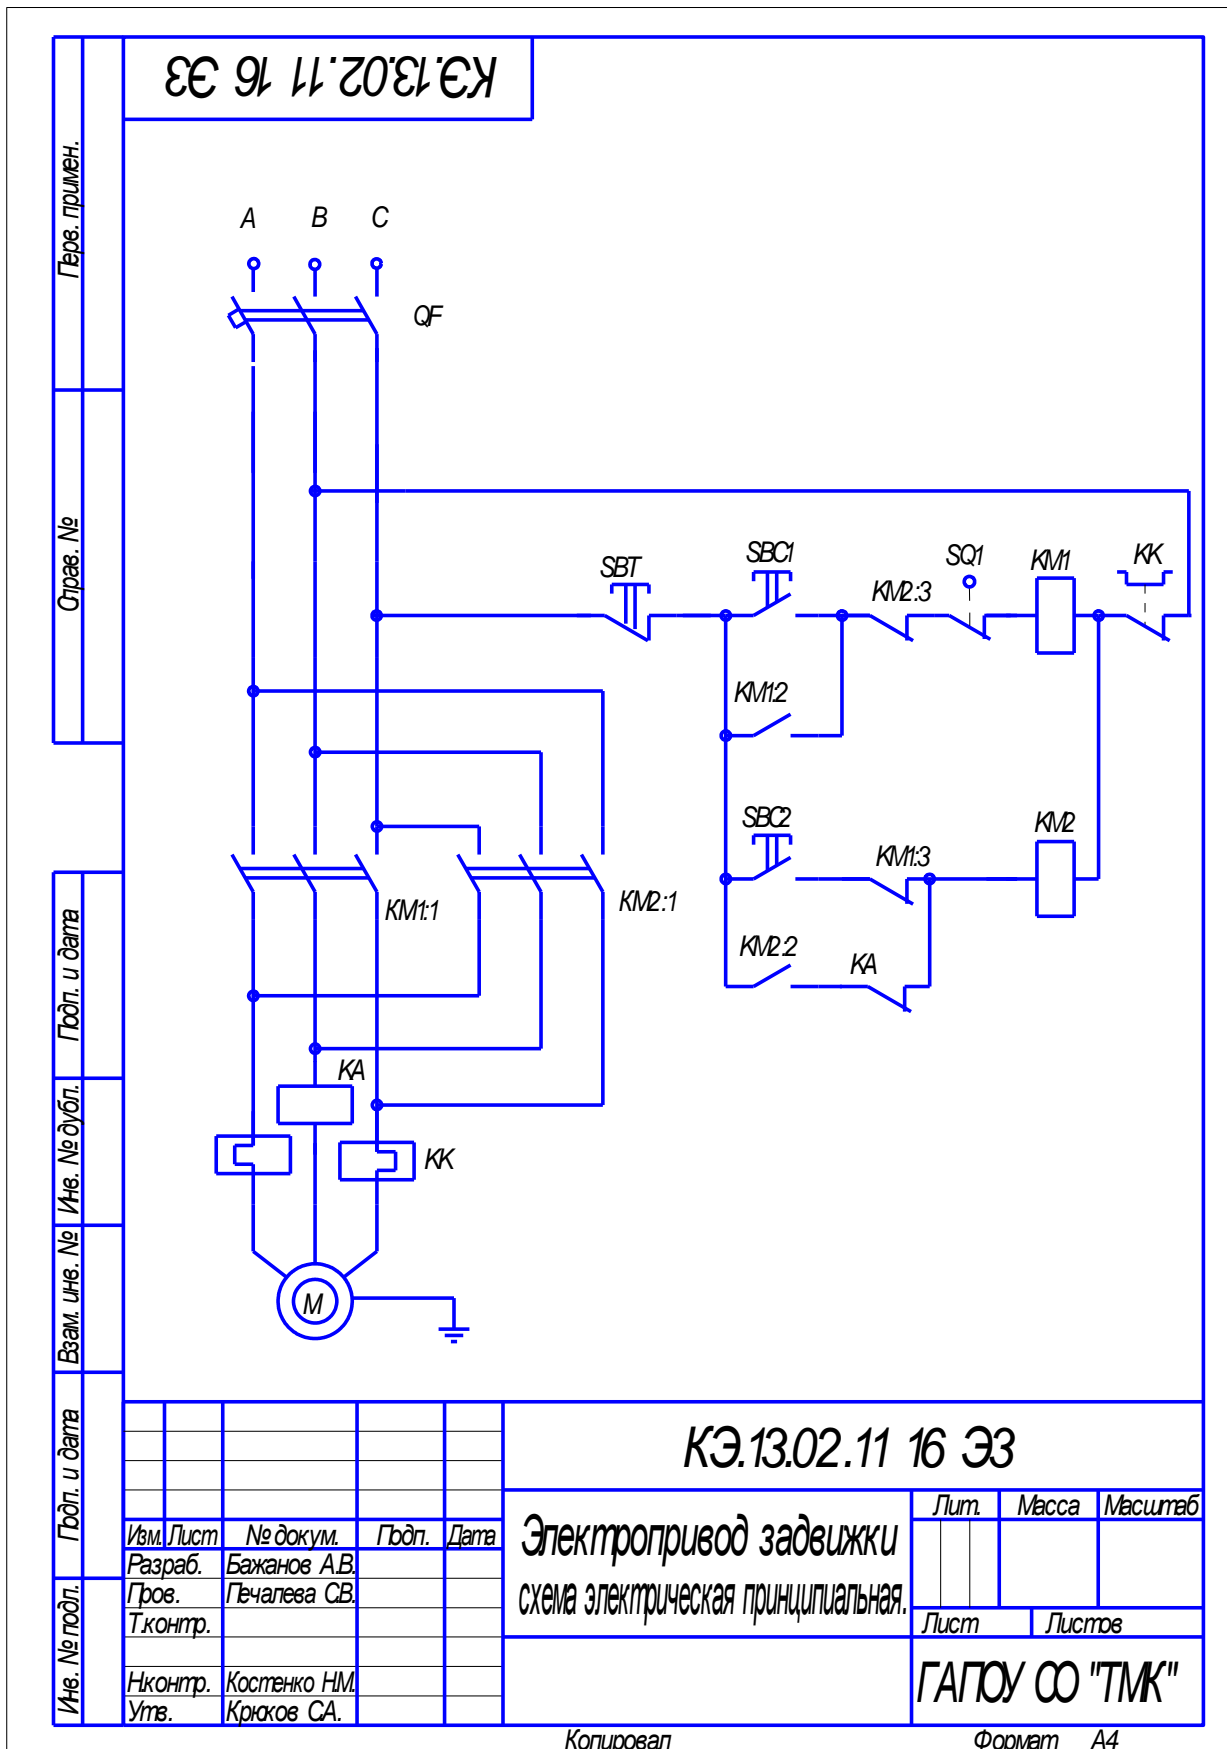 КЭ.13.02.11 16 ЭЗ
Перв. примен.
Справ. №
Подп. и дата
Инв. № дубл.
Взам. инв. №
Подп. и дата
Инв. № подл.
A B C
QF
SBT
SBC1
KM2:3
SQ1
KM1
KK
KM1:2
SBC2
KM1:3
KM2
KM2:2
KA
KM1:1
KM2:1
KA
KK
M
КЭ.13.02.11 16 ЭЗ
Изм. Лист № докум. Подп. Дата
Разраб. Бажанов А.В.
Пров. Печалева С.В.
Т.контр.
Н.контр. Костенко Н.М.
Утв. Крюков С.А.
Электропривод задвижки
схема электрическая принципиальная.
Лит. Масса Масштаб
Лист Листов
ГАПОУ СО "ТМК"
Копировал Формат А4